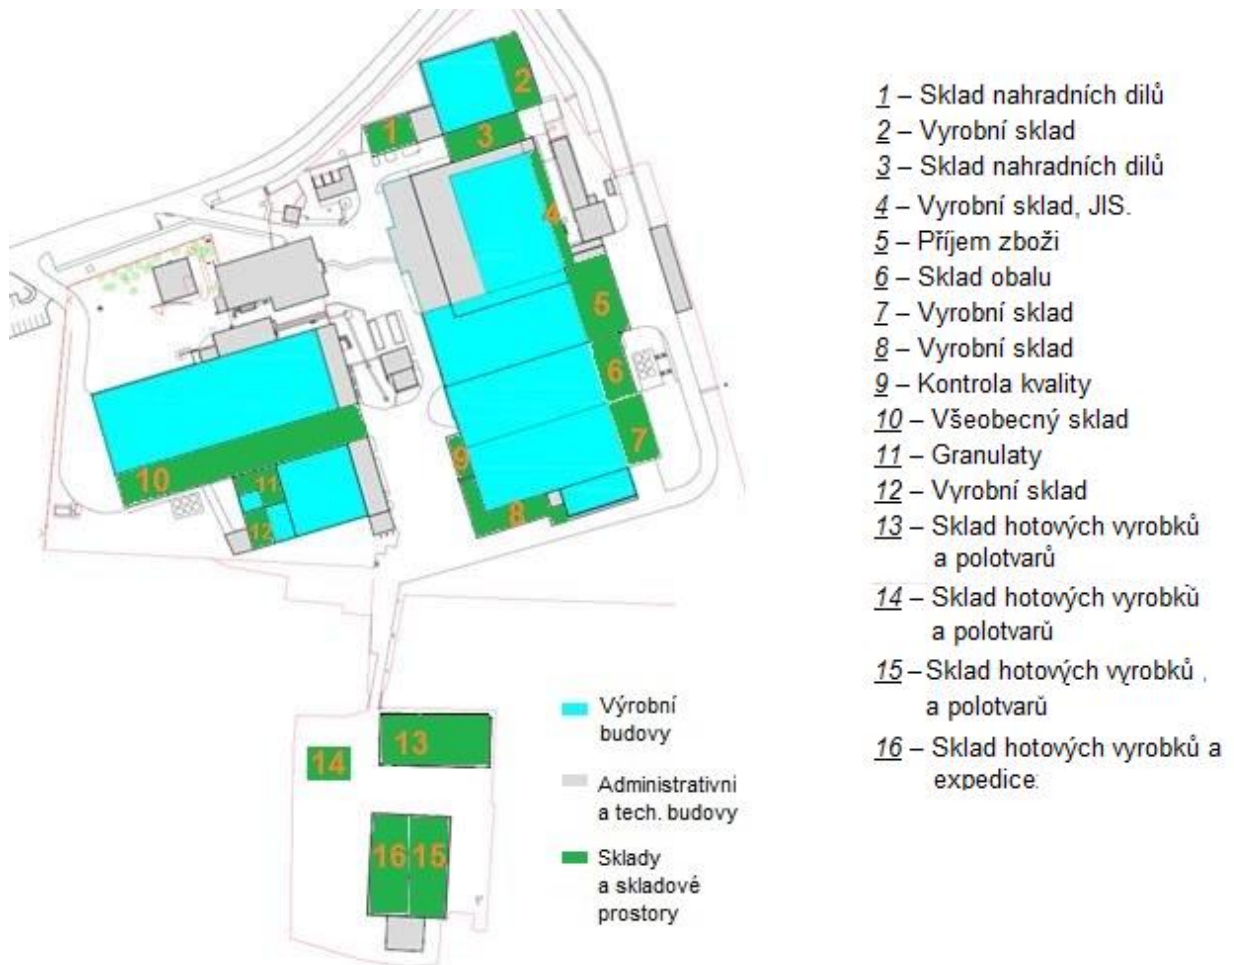 2
1
3
4
5
6
7
9
8
10
11
12
13
14
16
15
1 – Sklad nahradních dilů
2 – Vyrobní sklad
3 – Sklad nahradních dilů
4 – Vyrobní sklad, JIS.
5 – Příjem zboži
6 – Sklad obalu
7 – Vyrobní sklad
8 – Vyrobní sklad
9 – Kontrola kvality
10 – Všeobecný sklad
11 – Granulaty
12 – Vyrobní sklad
13 – Sklad hotových vyrobků
a polotvarů
14 – Sklad hotových vyrobků
a polotvarů
15 – Sklad hotových vyrobků ,
a polotvarů
16 – Sklad hotových vyrobků a
expedice.
Výrobní
budovy
Administrativni
a tech. budovy
Sklady
a skladové
prostory